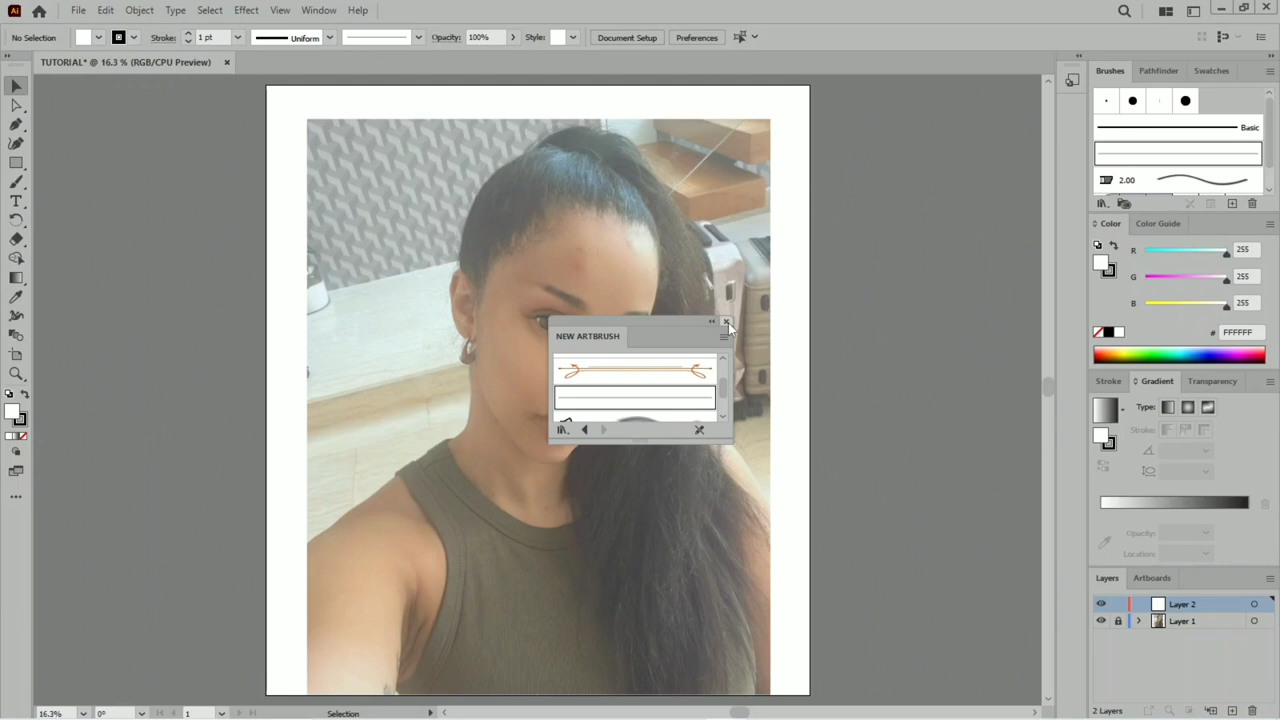 Ai File Edit Object Type Select Effect View Window Help
No Selection Stroke: 1 pt Uniform Opacity: 100% Style: Document Setup Preferences
TUTORIAL* @ 16.3 % (RGB/CPU Preview) ×
Brushes Pathfinder Swatches
Basic
2.00
Color Color Guide
R 255
G 276
B 255
# FFFFFF
NEW ARTBRUSH
Stroke Gradient Transparency
Type:
Stroke:
Opacity:
Location:
Layers Artboards
Layer 2
Layer 1
16.3% 0° 1 Selection
2 Layers